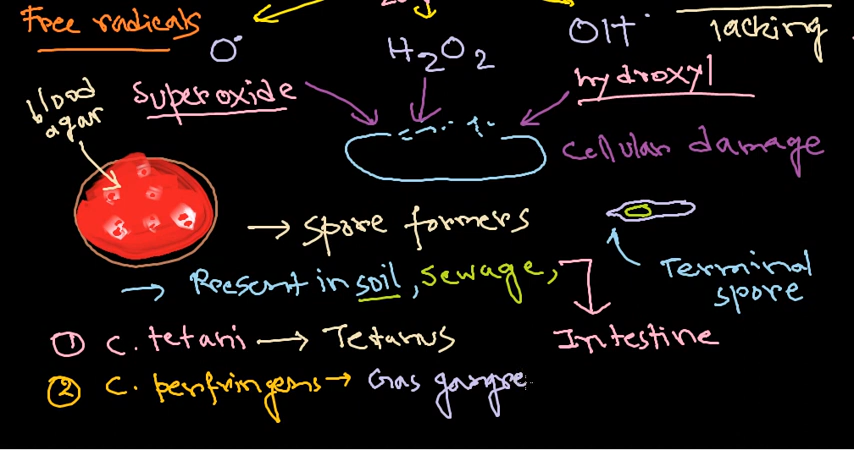 Free radicals
lacking
O°
H2O2
OH·
Superoxide
hydroxyl
blood
agar
cellular damage
→ Spore formers
→ Present in soil, sewage,
Intestine
Terminal
spore
① C. tetani → Tetanus
② C. perfringens → Gas gangre